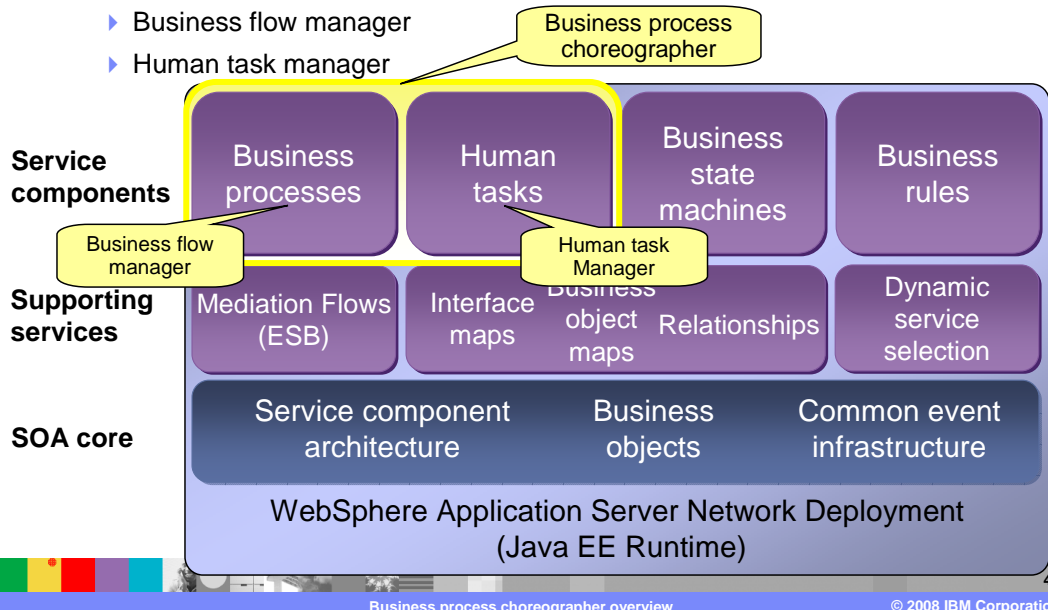 Business flow manager
Human task manager
Business process
choreographer
Service
components
Business
processes
Human
tasks
Business
state
machines
Business
rules
Business flow
manager
Human task
Manager
Supporting
services
Mediation Flows
(ESB)
Interface
maps
Business
object
maps
Relationships
Dynamic
service
selection
SOA core
Service component
architecture
Business
objects
Common event
infrastructure
WebSphere Application Server Network Deployment
(Java EE Runtime)
Business process choreographer overview
© 2008 IBM Corporatio